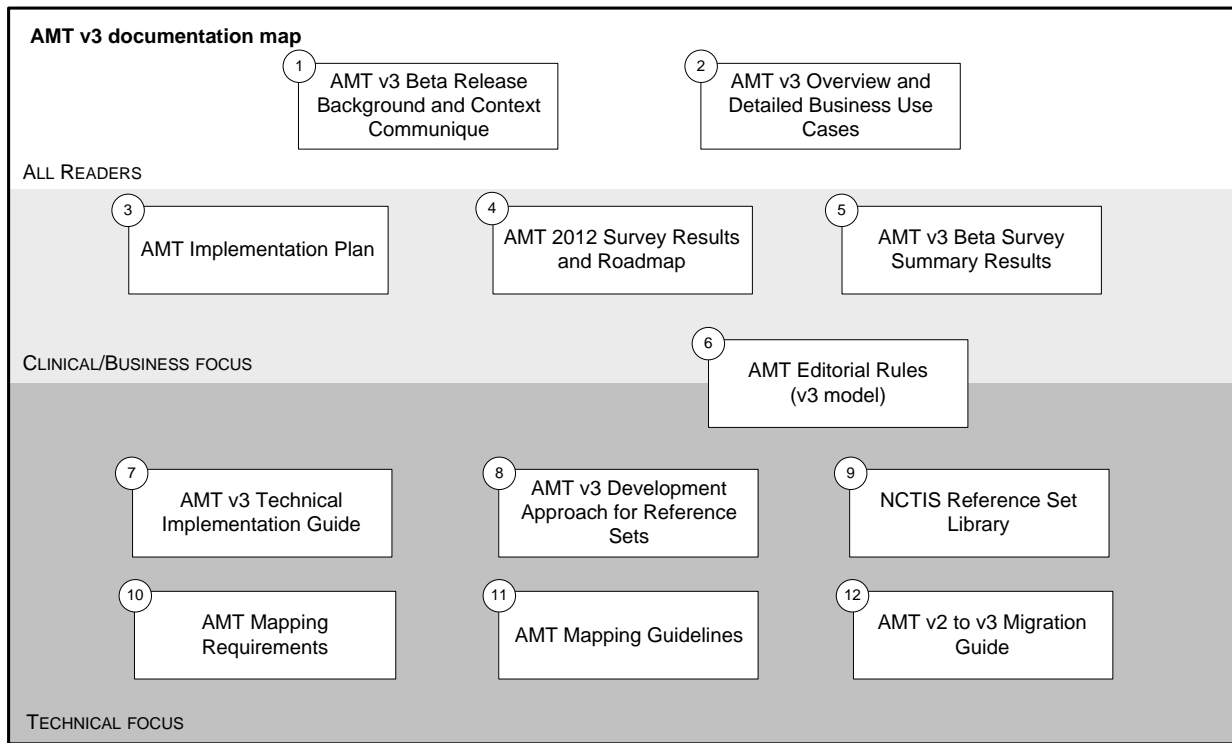 AMT v3 documentation map
1
AMT v3 Beta Release
Background and Context
Communique
2
AMT v3 Overview and
Detailed Business Use
Cases
ALL READERS
3
AMT Implementation Plan
4
AMT 2012 Survey Results
and Roadmap
5
AMT v3 Beta Survey
Summary Results
6
AMT Editorial Rules
(v3 model)
CLINICAL/BUSINESS FOCUS
7
AMT v3 Technical
Implementation Guide
8
AMT v3 Development
Approach for Reference
Sets
9
NCTIS Reference Set
Library
10
AMT Mapping
Requirements
11
AMT Mapping Guidelines
12
AMT v2 to v3 Migration
Guide
TECHNICAL FOCUS